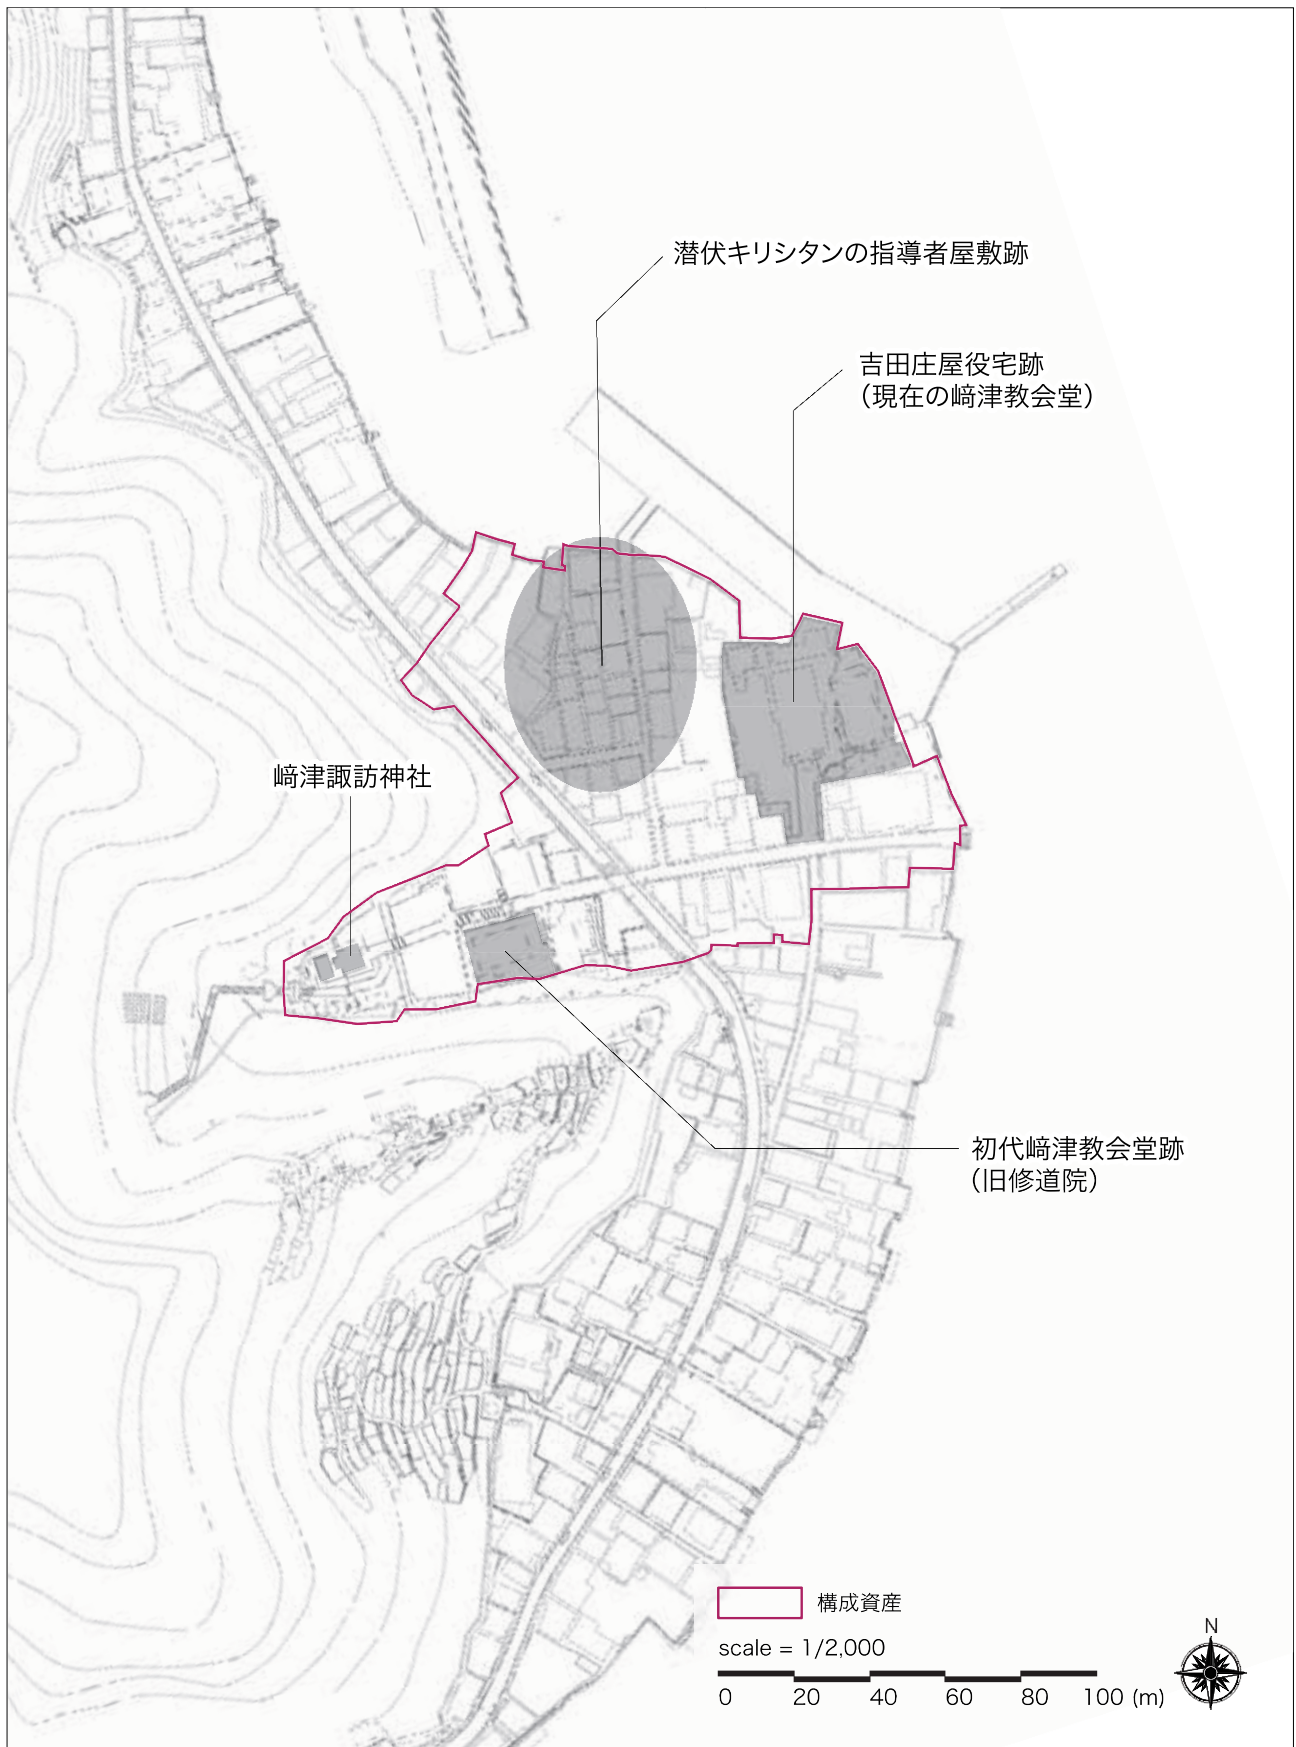 潜伏キリシタンの指導者屋敷跡
吉田庄屋役宅跡
（現在の﨑津教会堂）
﨑津諏訪神社
初代﨑津教会堂跡
（旧修道院）
構成資産
scale = 1/2,000
0 20 40 60 80 100 (m)
N